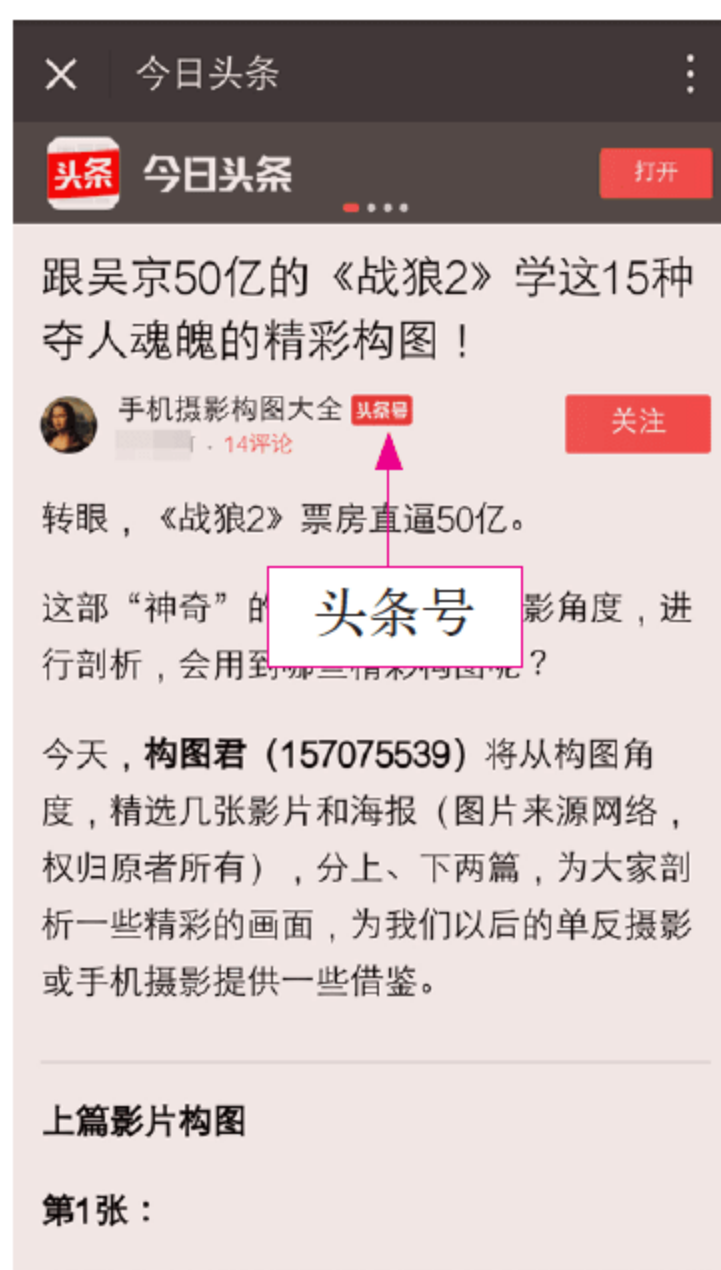 今日头条
头条 今日头条 打开
跟吴京50亿的《战狼2》学这15种
夺人魂魄的精彩构图！
手机摄影构图大全 头条号 关注
· 14评论
转眼，《战狼2》票房直逼50亿。
头条号
这部“神奇”的 影角度，进
行剖析，会用到 ？
今天，构图君（157075539）将从构图角
度，精选几张影片和海报（图片来源网络，
权归原者所有），分上、下两篇，为大家剖
析一些精彩的画面，为我们以后的单反摄影
或手机摄影提供一些借鉴。
上篇影片构图
第1张：